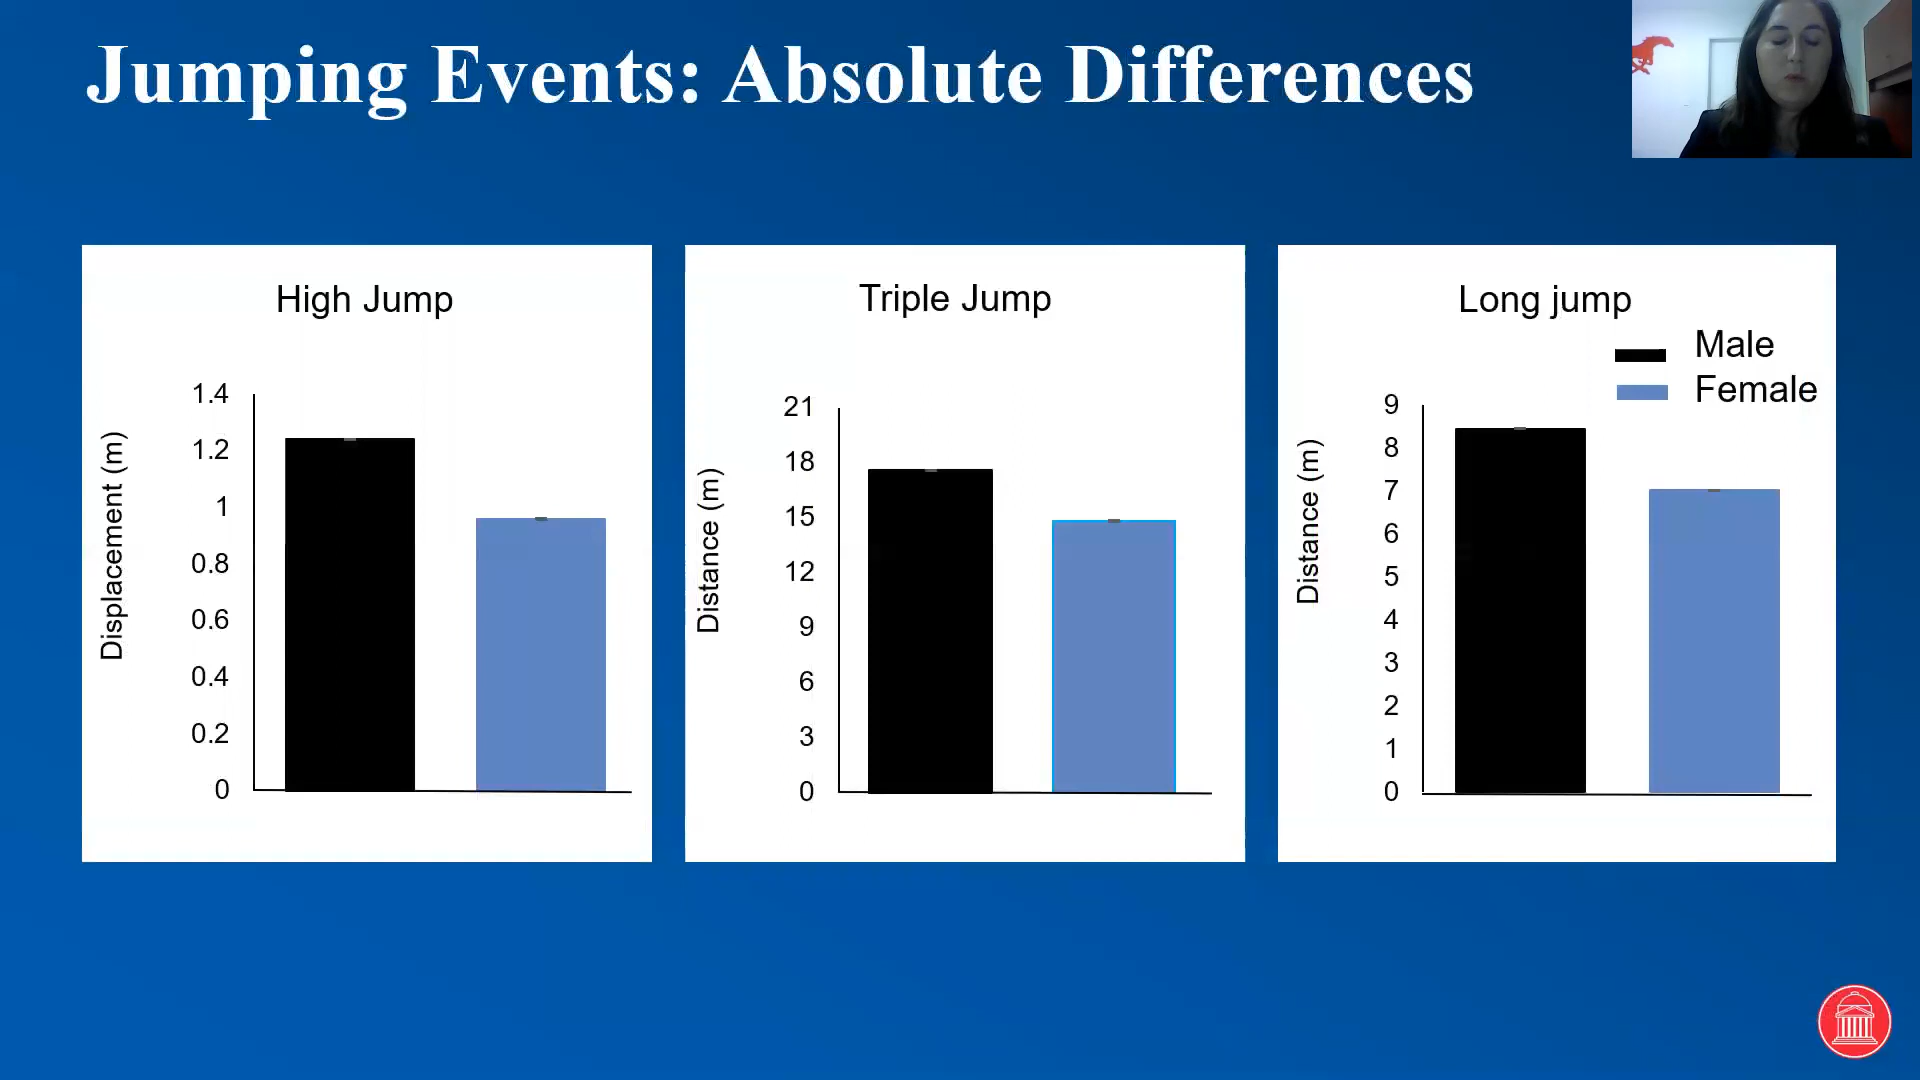 Jumping Events: Absolute Differences
High Jump
Displacement (m)
1.4
1.2
1
0.8
0.6
0.4
0.2
0
Triple Jump
Distance (m)
21
18
15
12
9
6
3
0
Long jump
Male
Female
Distance (m)
9
8
7
6
5
4
3
2
1
0